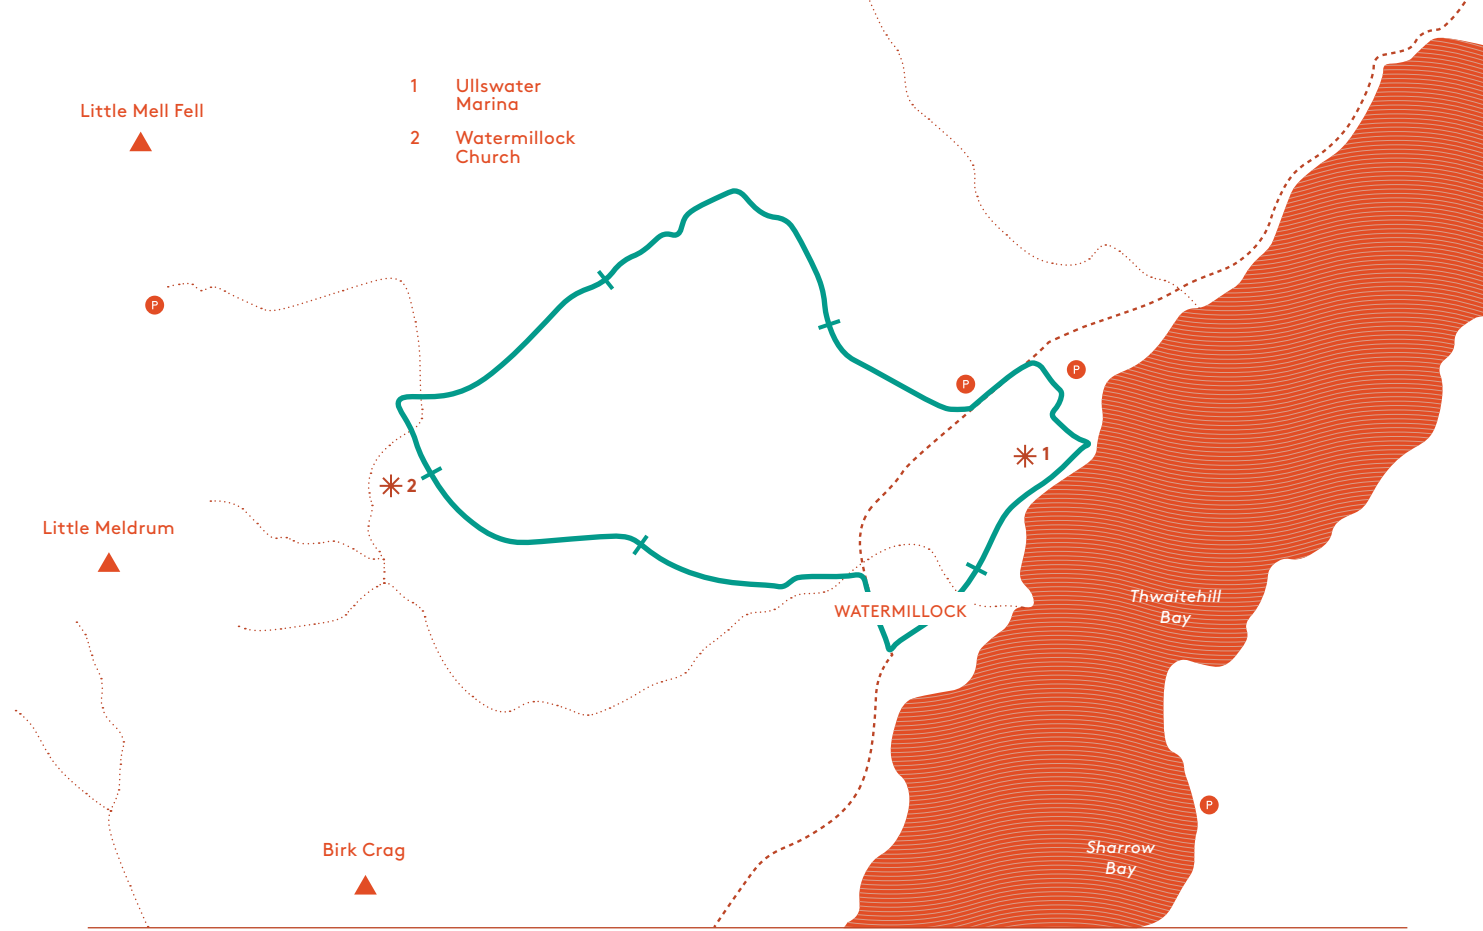 1 Ullswater
Marina
Little Mell Fell
2 Watermillock
Church
P
P
P
1
2
Little Meldrum
WATERMILLOCK
Thwaitehill
Bay
P
Birk Crag
Sharrow
Bay